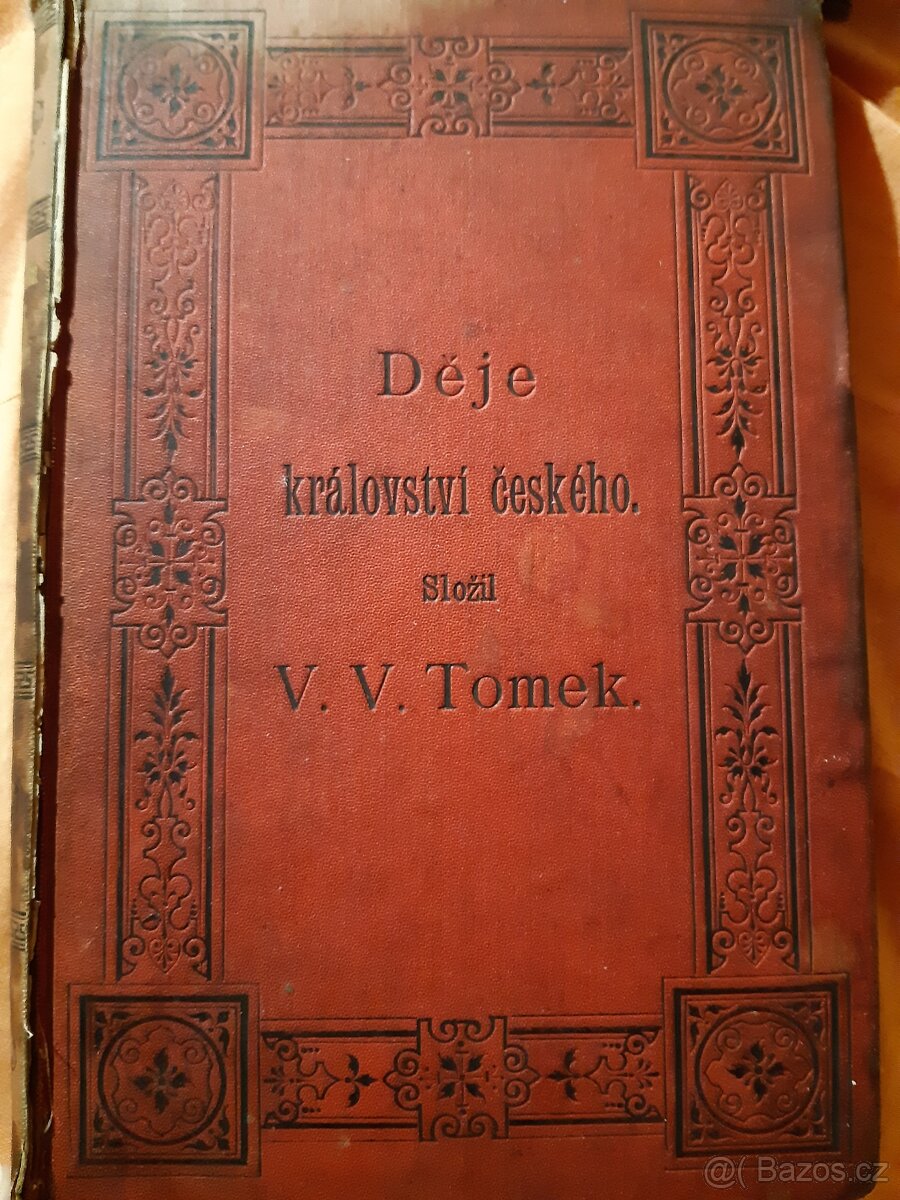 Děje
království českého.
Složil
V. V. Tomek.
@( Bazos.cz